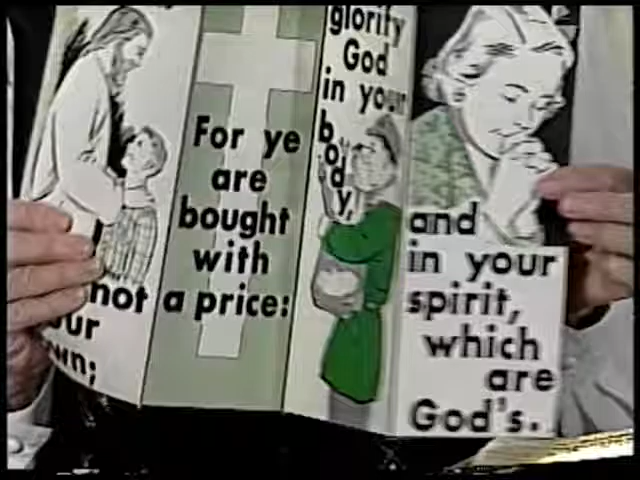 not
our
own;
For ye
are
bought
with
a price:
glorify
God
in your
body,
and
in your
spirit,
which
are
God's.